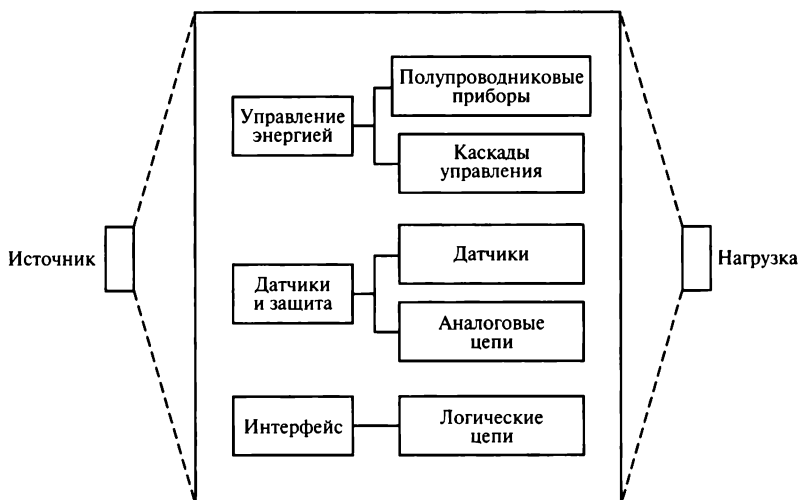 Полупроводниковые
приборы
Управление
энергией
Каскады
управления
Источник
Датчики
и защита
Датчики
Аналоговые
цепи
Нагрузка
Интерфейс
Логические
цепи